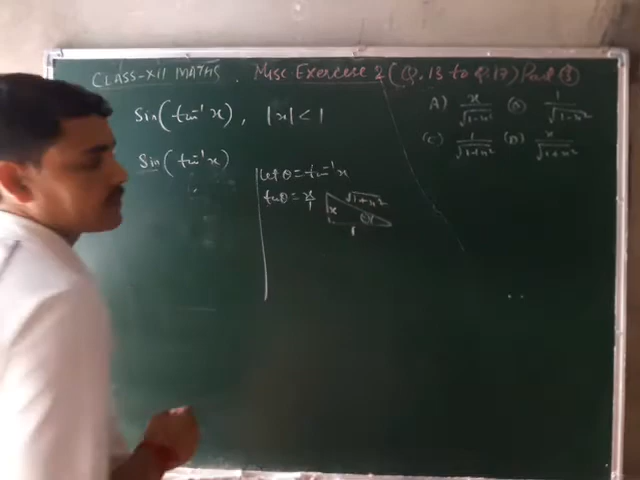 CLASS-XII MATHS. Misc Exercise 2 (Q. 13 to Q. 17) Part 3
Sin(tan⁻¹ x), |x| < 1
A) x/√(1-x²) (B) 1/√(1-x²)
(C) 1/√(1+x²) (D) x/√(1+x²)
Sin(tan⁻¹ x)
Let θ = tan⁻¹ x
tanθ = x/1
√(1+x²)
x
1